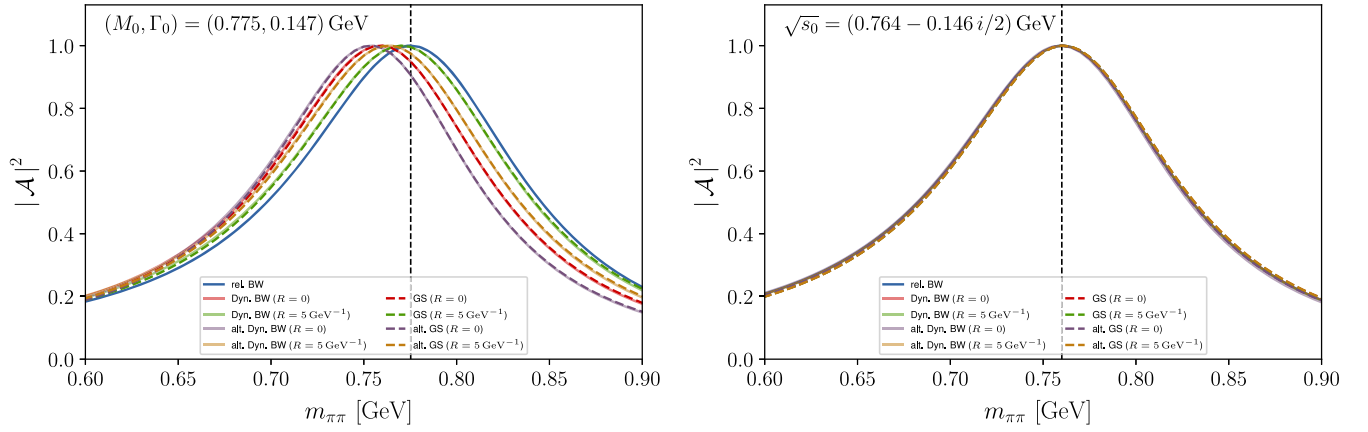 (M₀, Γ₀) = (0.775, 0.147) GeV
1.0
0.8
0.6
0.4
0.2
0.0
|𝒜|²
rel. BW
Dyn. BW (R = 0)
Dyn. BW (R = 5 GeV⁻¹)
alt. Dyn. BW (R = 0)
alt. Dyn. BW (R = 5 GeV⁻¹)
GS (R = 0)
GS (R = 5 GeV⁻¹)
alt. GS (R = 0)
alt. GS (R = 5 GeV⁻¹)
0.60 0.65 0.70 0.75 0.80 0.85 0.90
m_ππ [GeV]
√s₀ = (0.764 − 0.146 i/2) GeV
1.0
0.8
0.6
0.4
0.2
0.0
|𝒜|²
rel. BW
Dyn. BW (R = 0)
Dyn. BW (R = 5 GeV⁻¹)
alt. Dyn. BW (R = 0)
alt. Dyn. BW (R = 5 GeV⁻¹)
GS (R = 0)
GS (R = 5 GeV⁻¹)
alt. GS (R = 0)
alt. GS (R = 5 GeV⁻¹)
0.60 0.65 0.70 0.75 0.80 0.85 0.90
m_ππ [GeV]